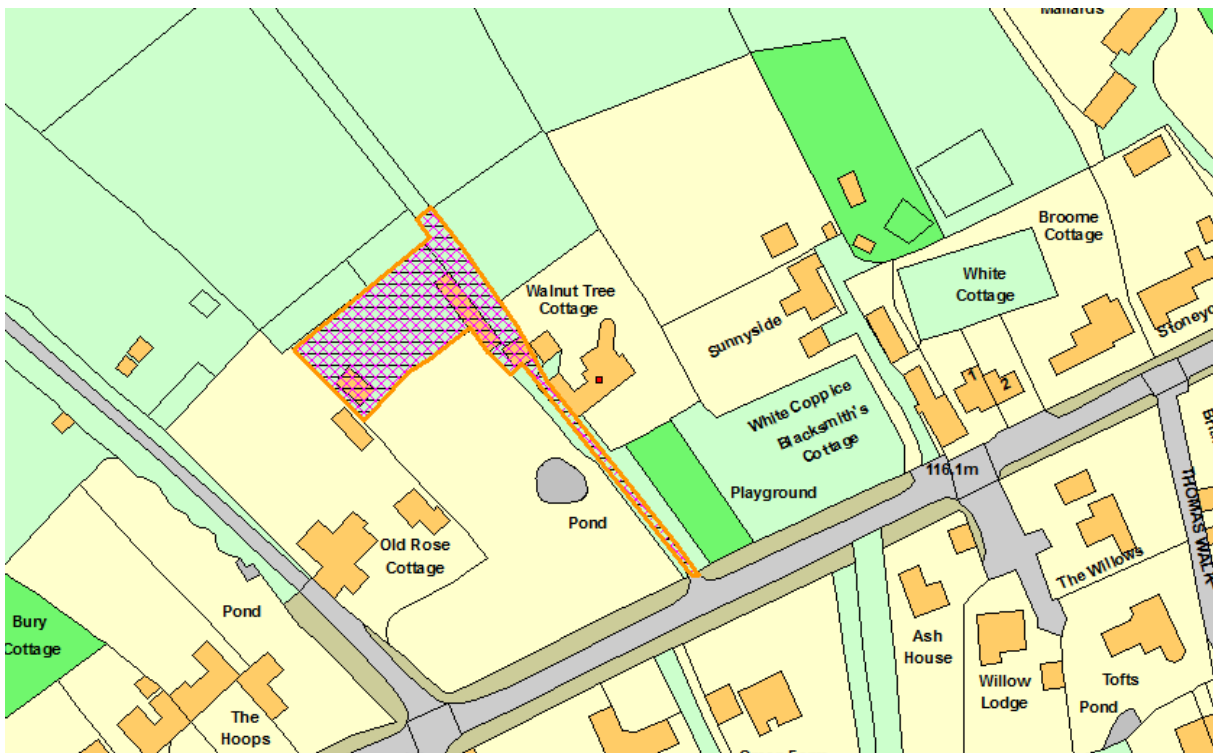 Mallards
Broome
Cottage
White
Cottage
Walnut Tree
Cottage
Sunnyside
White Coppice
Blacksmith's
Cottage
1
2
116.1m
Playground
Pond
Old Rose
Cottage
THOMAS WALK
The Willows
Pond
Bury
Cottage
Ash
House
Willow
Lodge
Tofts
Pond
The
Hoops